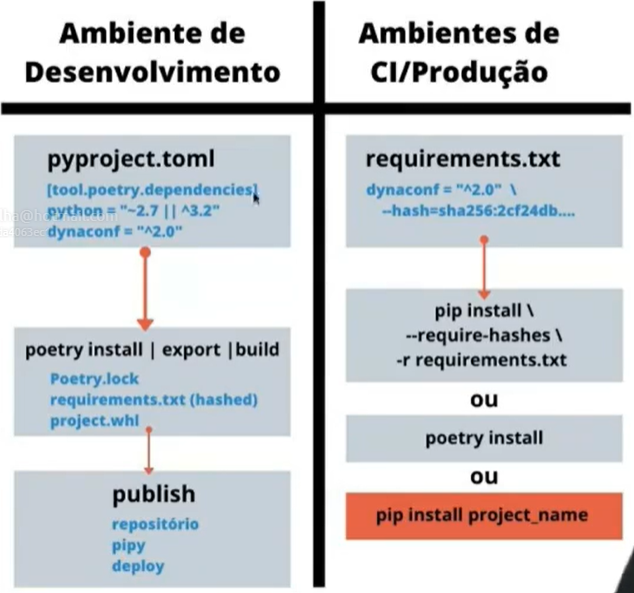 Ambiente de
Desenvolvimento
pyproject.toml
[tool.poetry.dependencies]
python = "~2.7 || ^3.2"
dynaconf = "^2.0"
poetry install | export |build
Poetry.lock
requirements.txt (hashed)
project.whl
publish
repositório
pipy
deploy
Ambientes de
CI/Produção
requirements.txt
dynaconf = "^2.0" \
--hash=sha256:2cf24db....
pip install \
--require-hashes \
-r requirements.txt
ou
poetry install
ou
pip install project_name